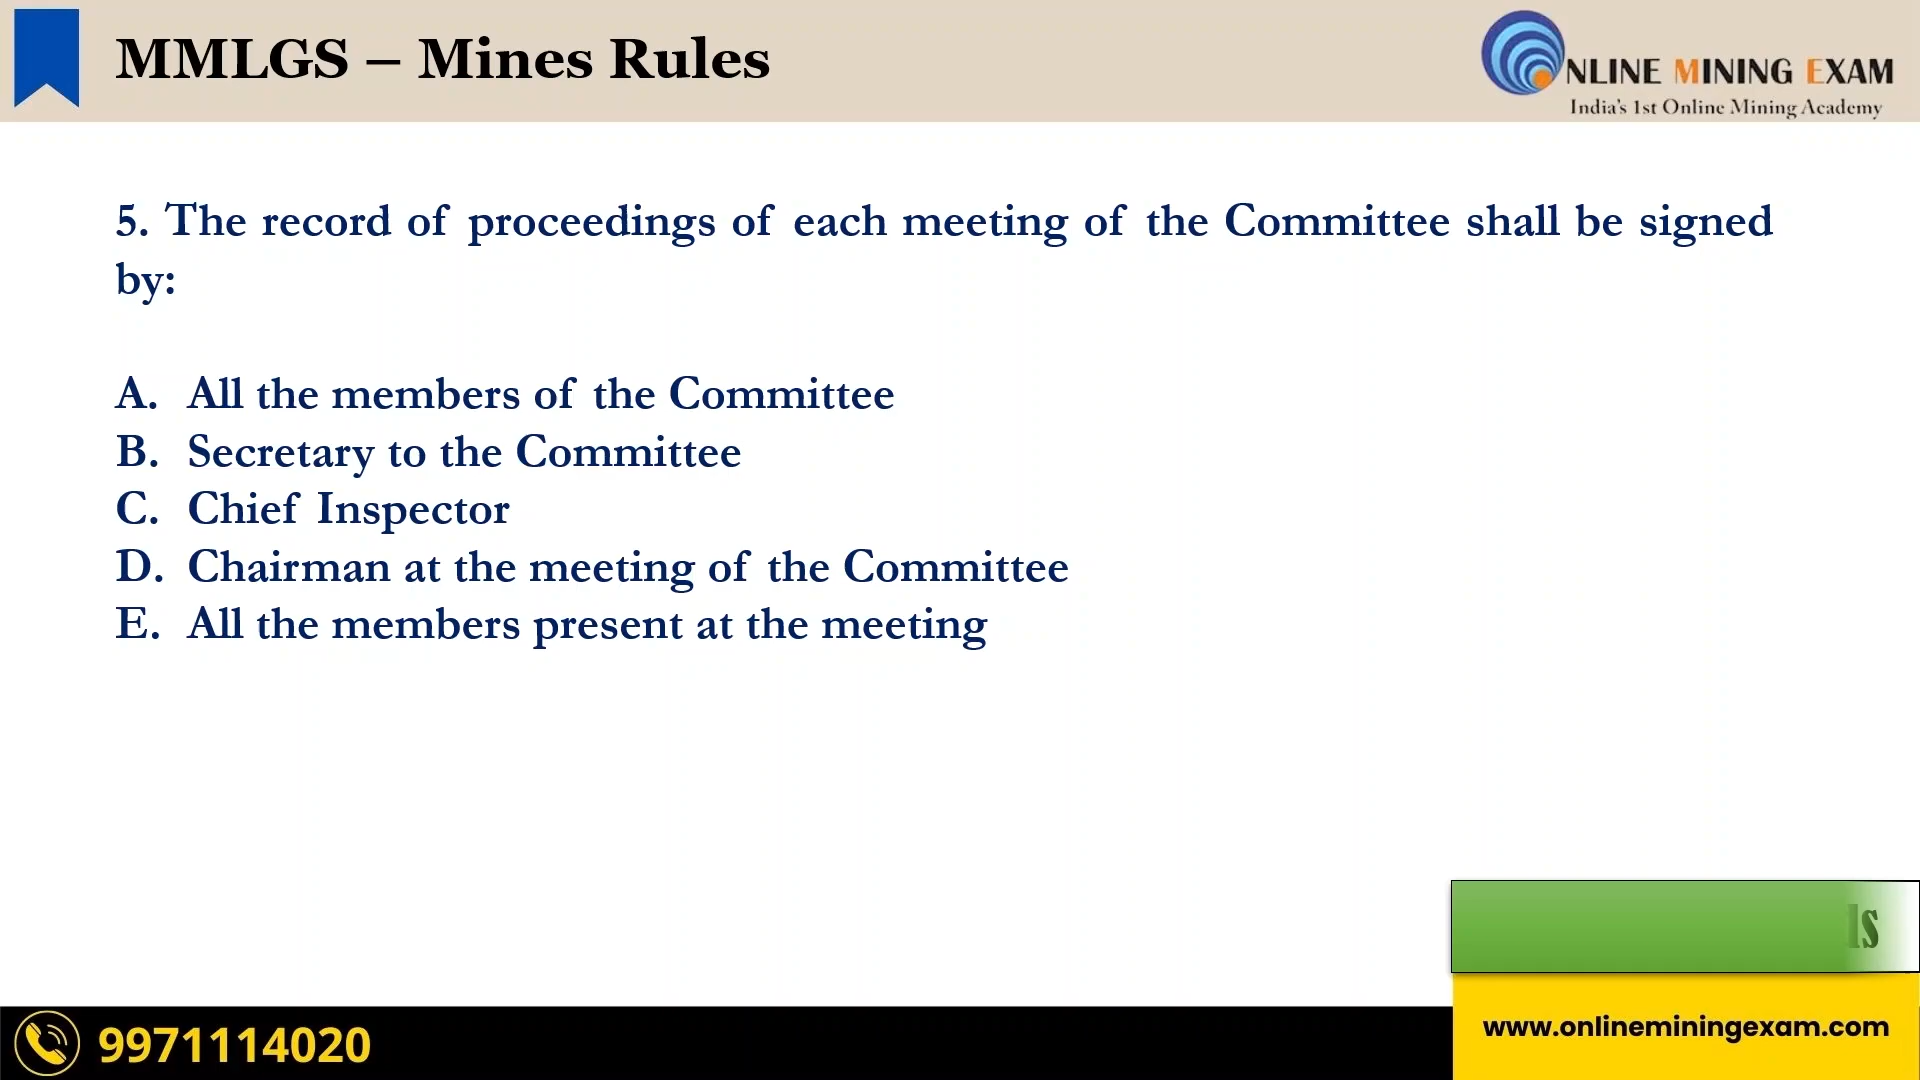 MMLGS – Mines Rules
NLINE MINING EXAM
India's 1st Online Mining Academy
5. The record of proceedings of each meeting of the Committee shall be signed
by:
A. All the members of the Committee
B. Secretary to the Committee
C. Chief Inspector
D. Chairman at the meeting of the Committee
E. All the members present at the meeting
9971114020
www.onlineminingexam.com